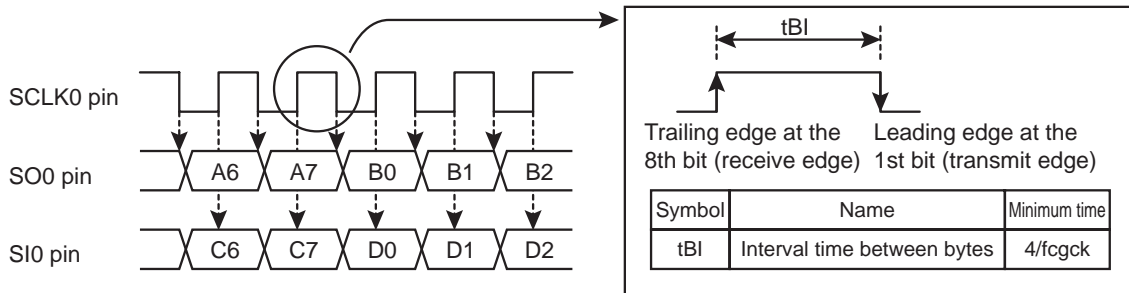 SCLK0 pin
SO0 pin
A6 A7 B0 B1 B2
SI0 pin
C6 C7 D0 D1 D2
tBI
Trailing edge at the
8th bit (receive edge)
Leading edge at the
1st bit (transmit edge)
Symbol Name Minimum time
tBI Interval time between bytes 4/fcgck